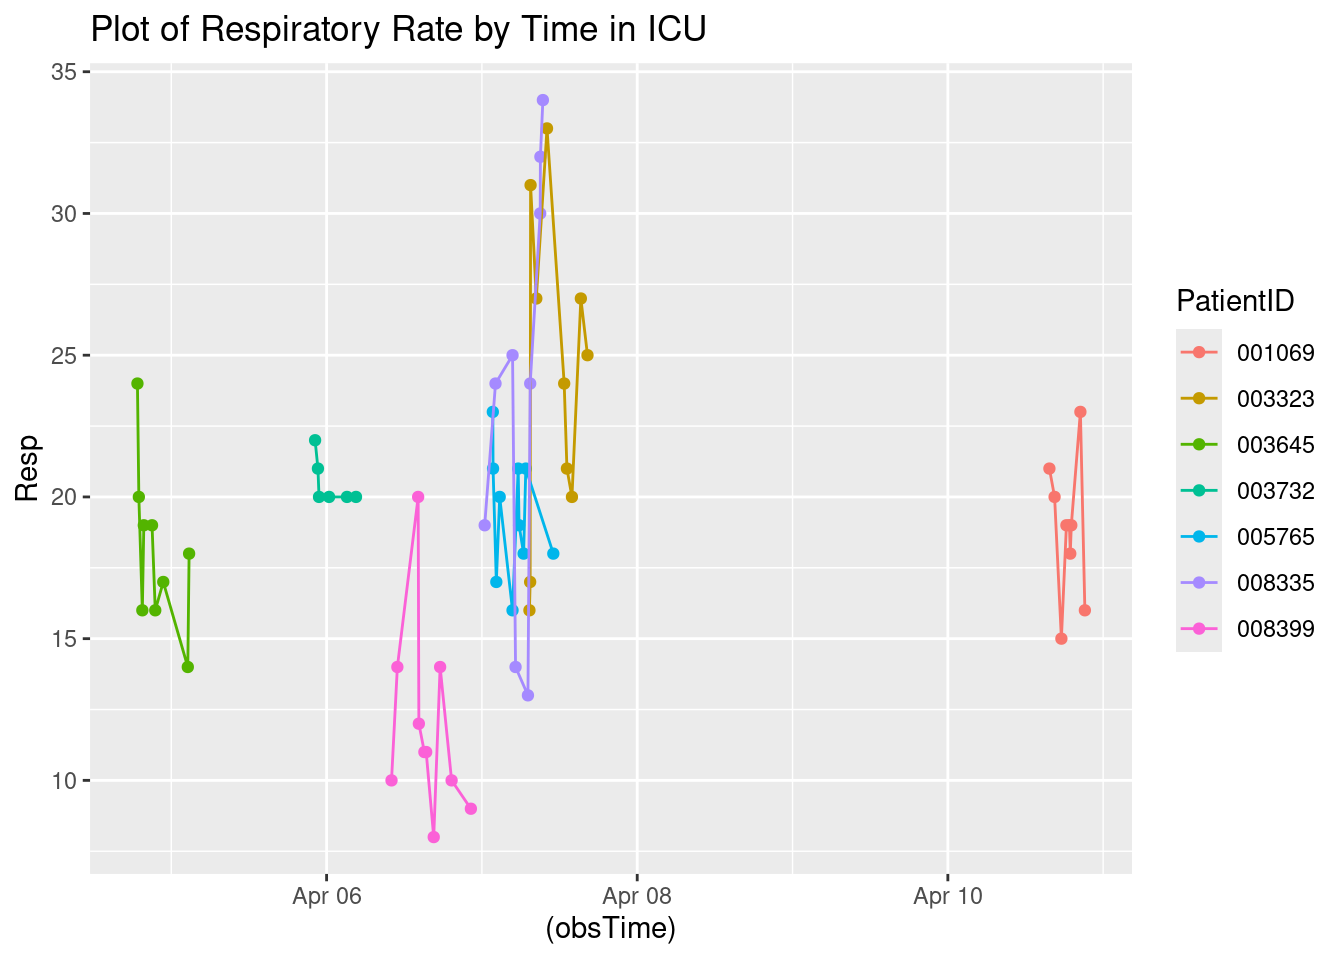 Plot of Respiratory Rate by Time in ICU
35
30
25
20
15
10
Resp
Apr 06
Apr 08
Apr 10
(obsTime)
PatientID
001069
003323
003645
003732
005765
008335
008399